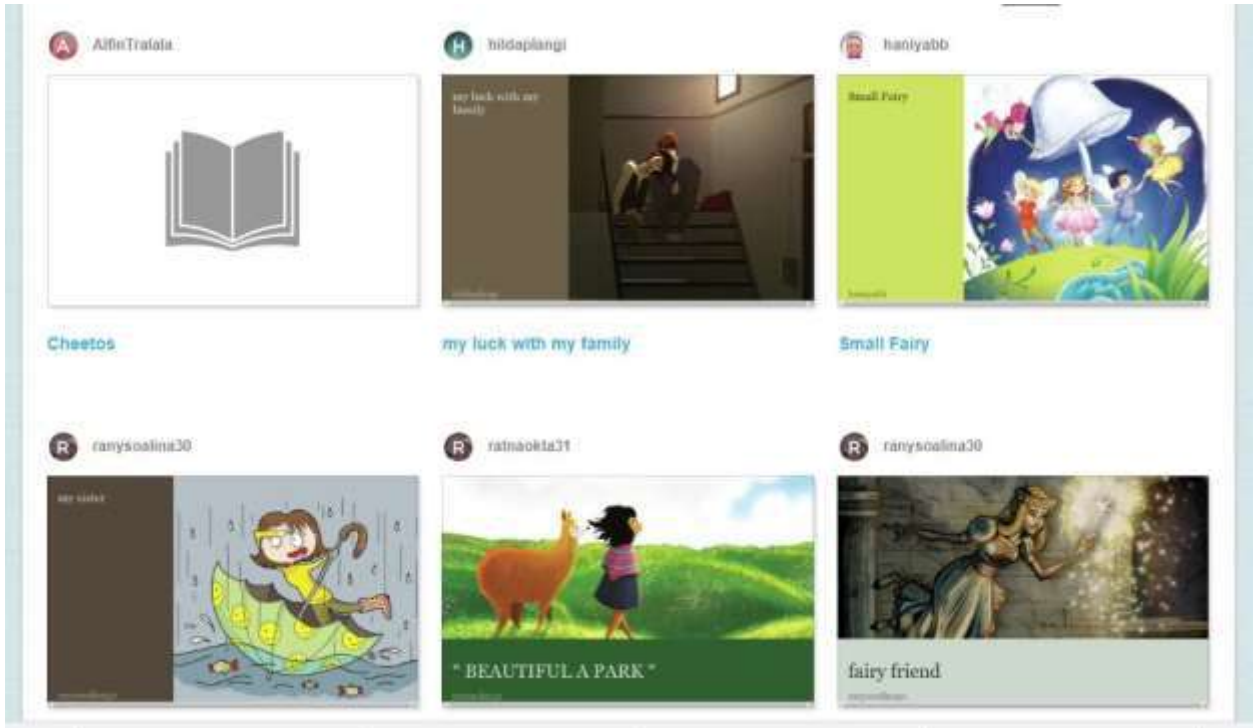 A AlfinTralala
H hildaplangi
haniyabb
my luck with my
family
Small Fairy
haniyabb
Cheetos
my luck with my family
Small Fairy
R ranysoalina30
R ratnaokta31
R ranysoalina30
my sister
" BEAUTIFUL A PARK "
fairy friend